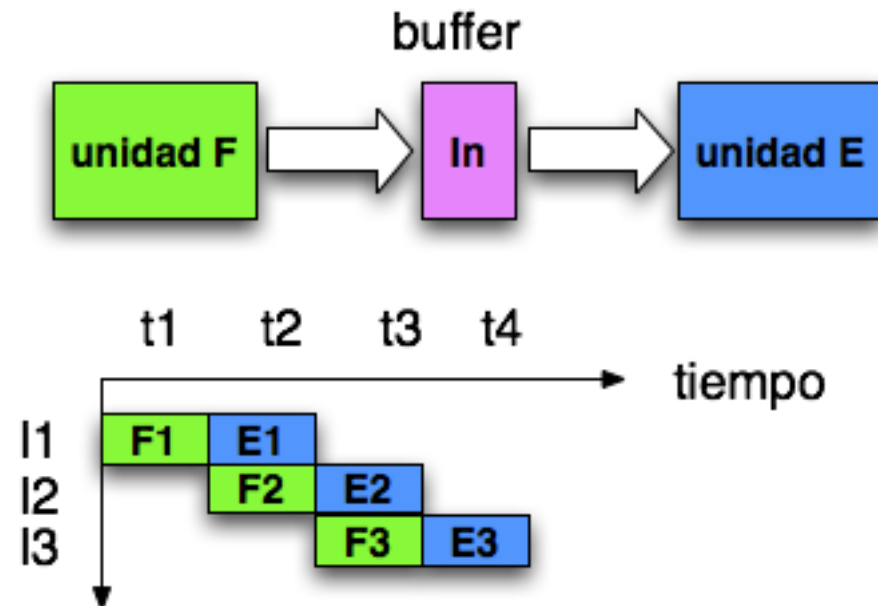 buffer
unidad F
In
unidad E
t1 t2 t3 t4
tiempo
I1 F1 E1
I2 F2 E2
I3 F3 E3